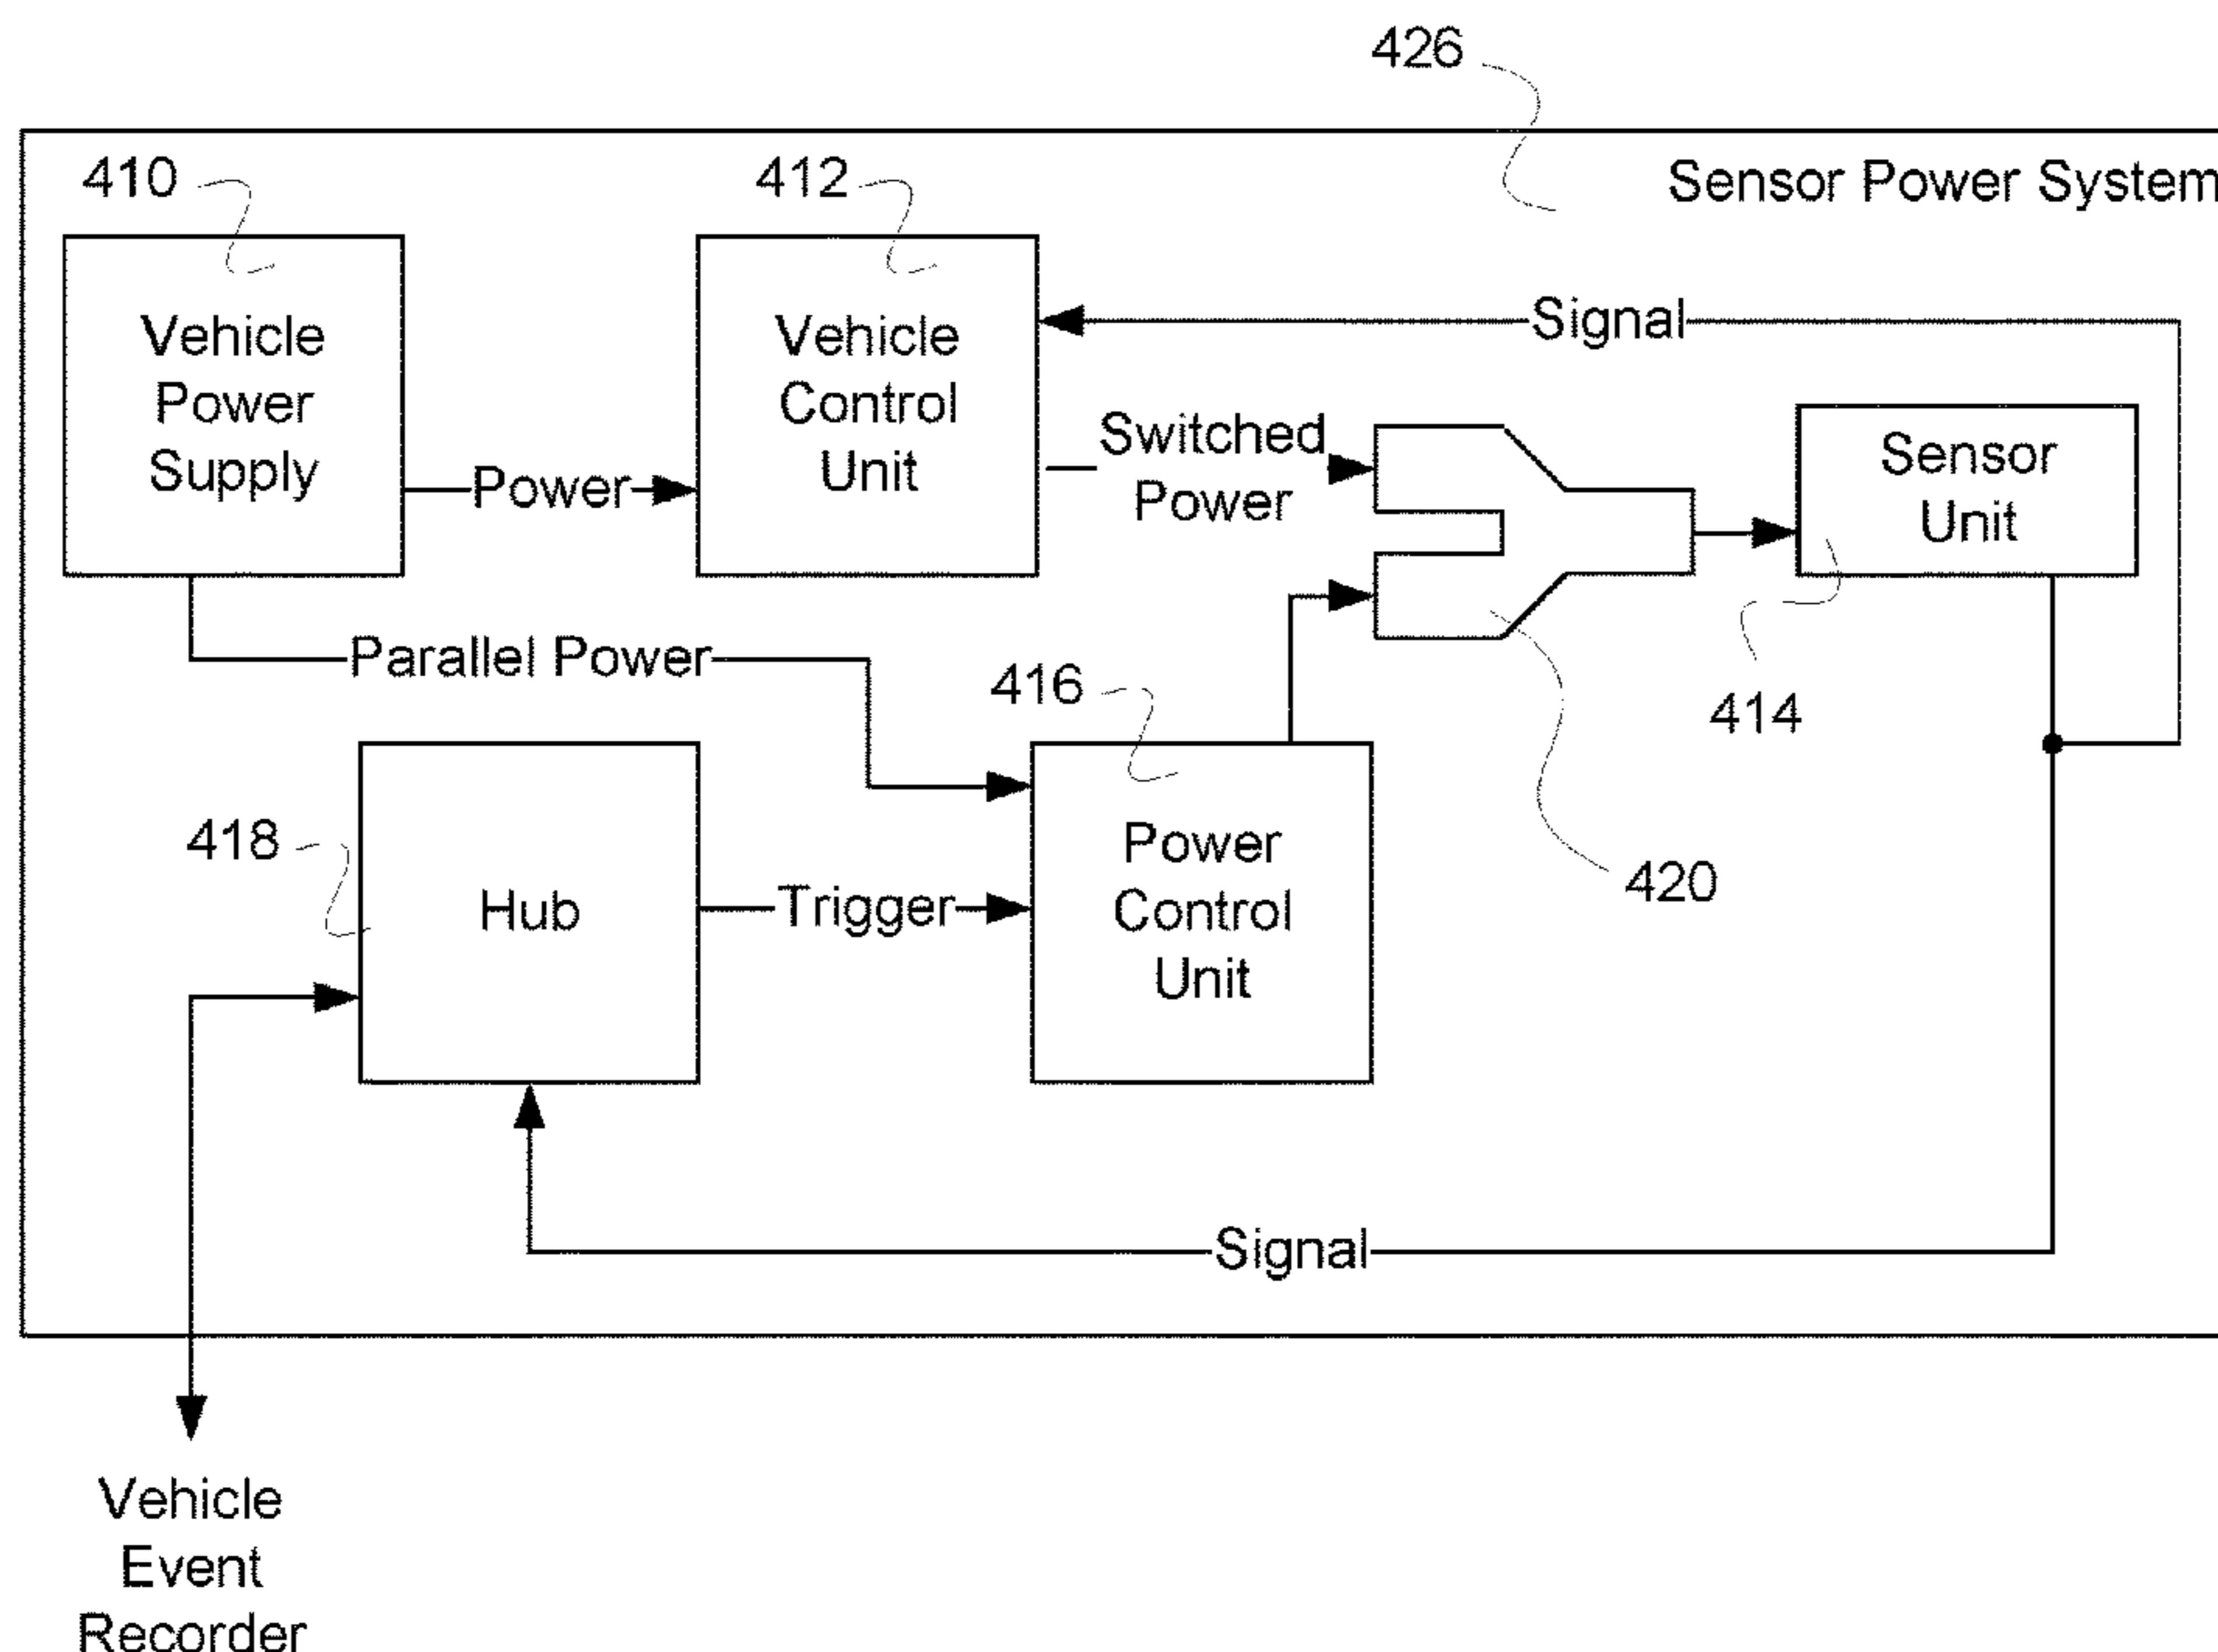 426
Sensor Power System
410
412
Vehicle
Power
Supply
Vehicle
Control
Unit
Signal
Switched
Power
Sensor
Unit
Power
Parallel Power
416
414
418
Hub
Trigger
Power
Control
Unit
420
Signal
Vehicle
Event
Recorder